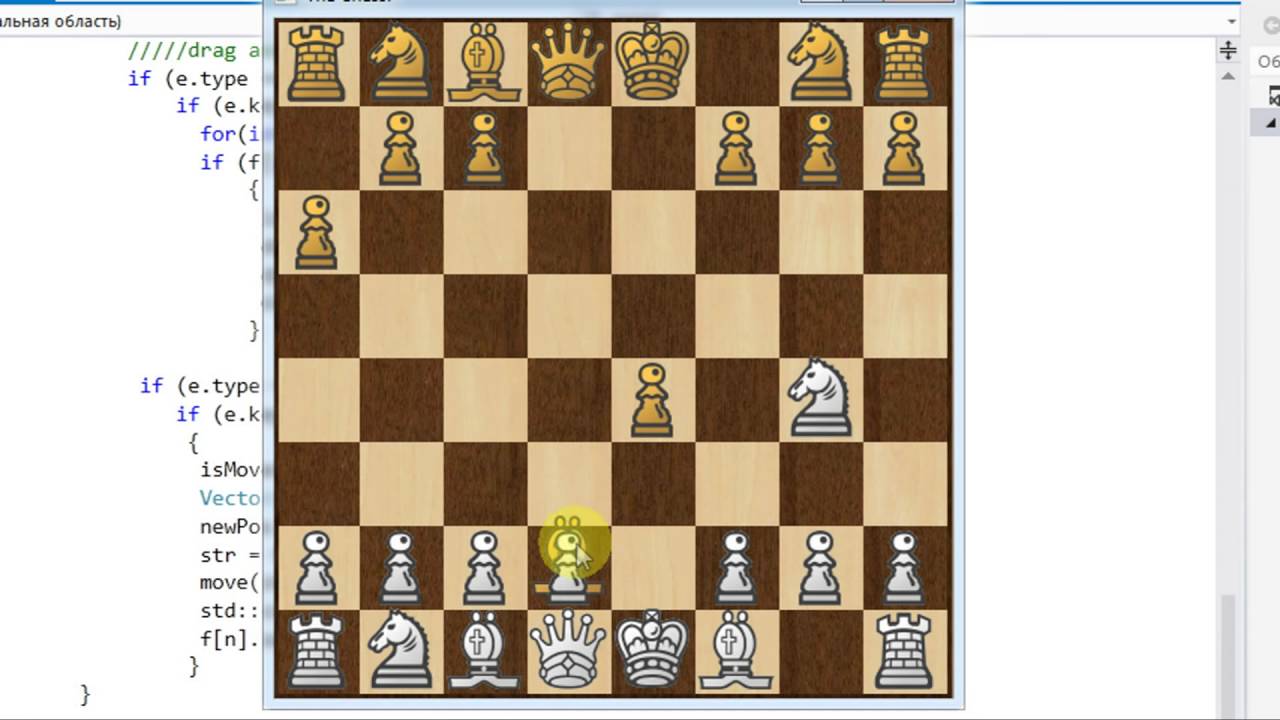 альная область)
/////drag a
if (e.type
if (e.k
for(i
if (f
{
}
if (e.type
if (e.k
{
isMov
Vecto
newPo
str =
move(
std::
f[n].
}
}
Об